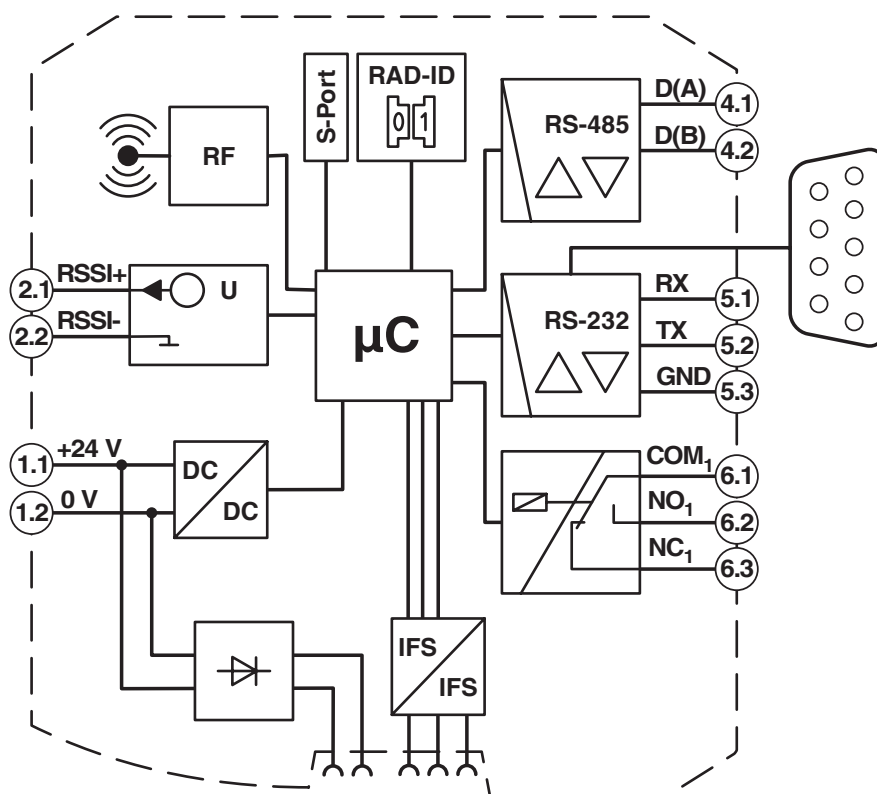 S-Port
RAD-ID
0 1
RF
RS-485
D(A)
4.1
D(B)
4.2
2.1
RSSI+
U
2.2
RSSI-
µC
RS-232
RX
5.1
TX
5.2
GND
5.3
1.1
+24 V
1.2
0 V
DC
DC
COM₁
6.1
NO₁
6.2
NC₁
6.3
IFS
IFS